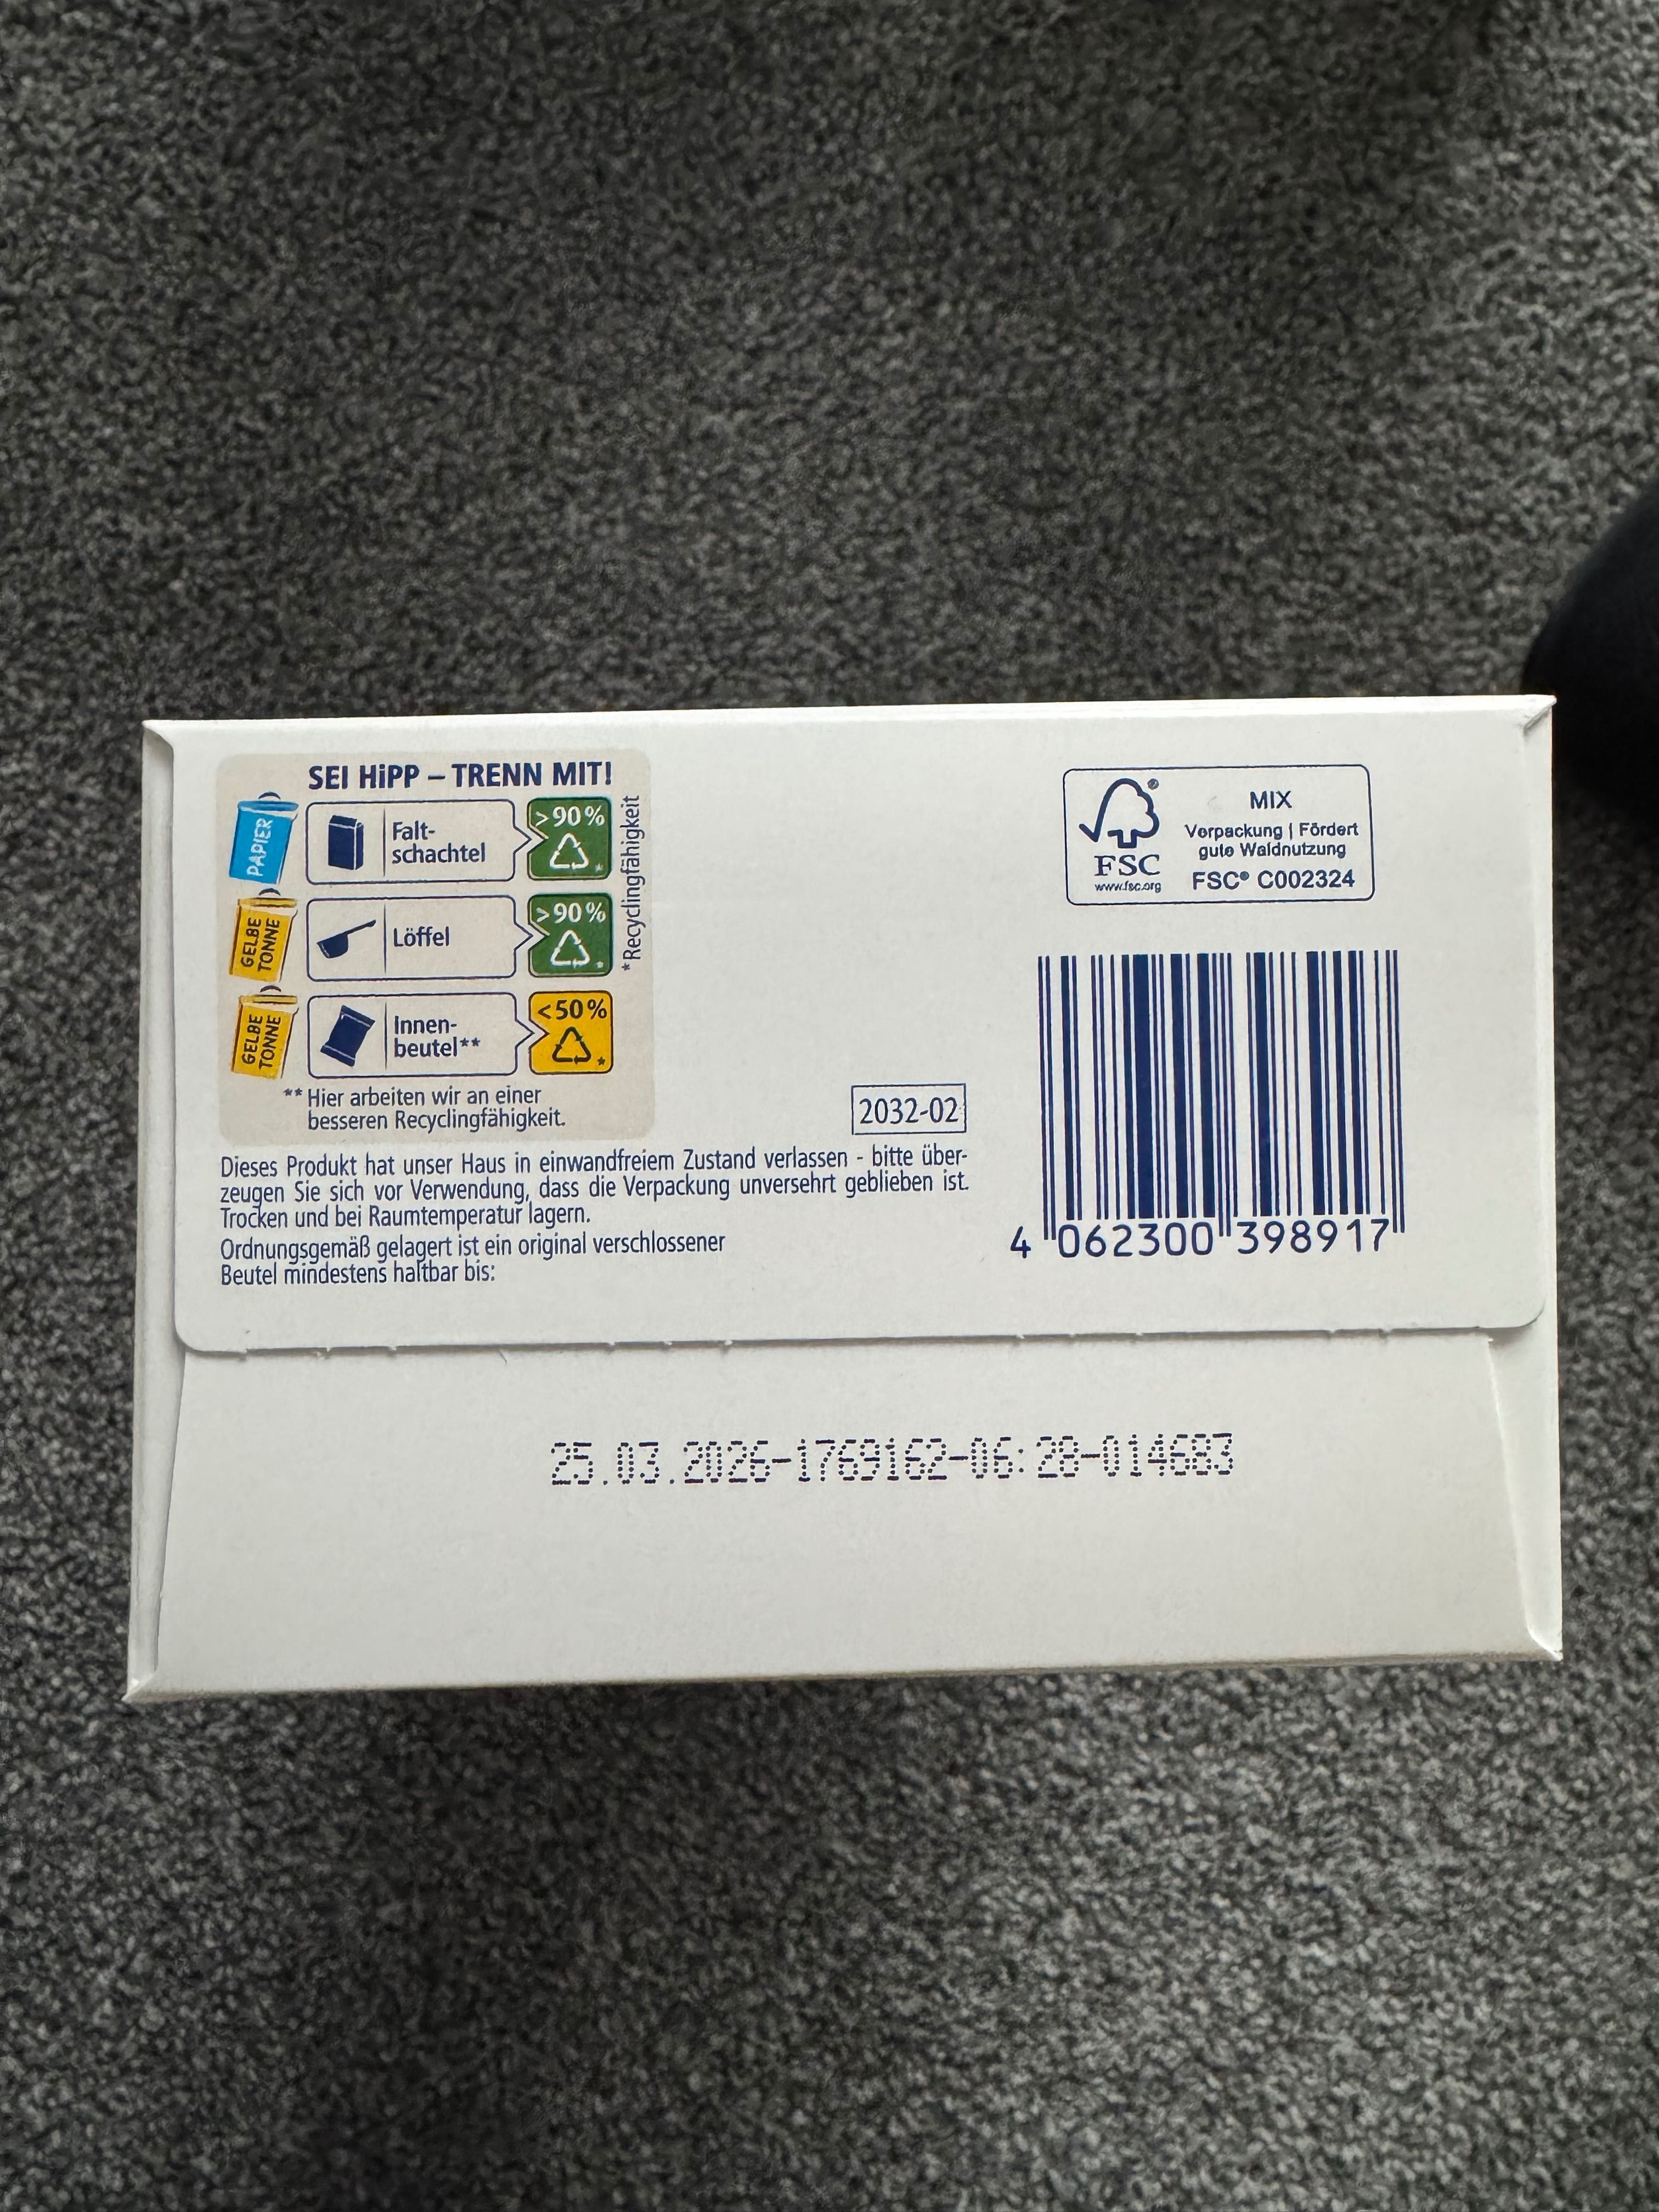 SEI HiPP – TRENN MIT!
PAPIER
Falt-
schachtel
>90%
*
GELBE
TONNE
Löffel
>90%
*
GELBE
TONNE
Innen-
beutel**
<50%
*
*Recyclingfähigkeit
** Hier arbeiten wir an einer
besseren Recyclingfähigkeit.
FSC
www.fsc.org
®
MIX
Verpackung | Fördert
gute Waldnutzung
FSC® C002324
2032-02
Dieses Produkt hat unser Haus in einwandfreiem Zustand verlassen - bitte über-
zeugen Sie sich vor Verwendung, dass die Verpackung unversehrt geblieben ist.
Trocken und bei Raumtemperatur lagern.
Ordnungsgemäß gelagert ist ein original verschlossener
Beutel mindestens haltbar bis:
4 062300 398917
25.03.2026-1769162-06:28-014683